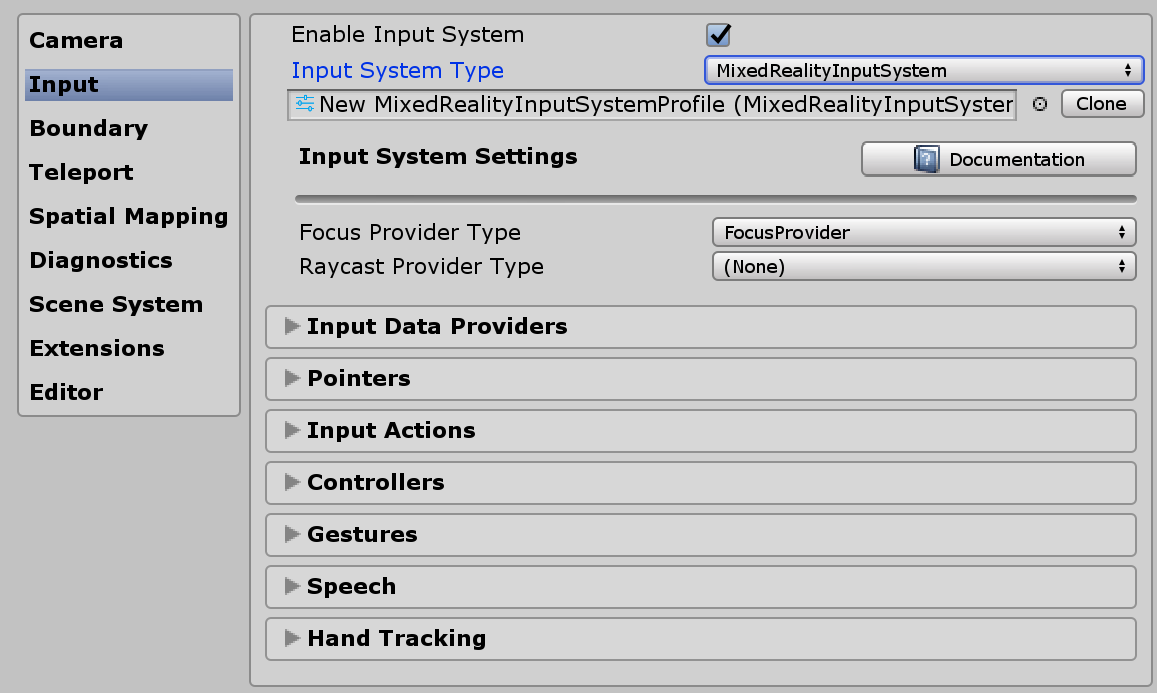 Camera
Input
Boundary
Teleport
Spatial Mapping
Diagnostics
Scene System
Extensions
Editor
Enable Input System
Input System Type MixedRealityInputSystem
New MixedRealityInputSystemProfile (MixedRealityInputSyster Clone
Input System Settings Documentation
Focus Provider Type FocusProvider
Raycast Provider Type (None)
Input Data Providers
Pointers
Input Actions
Controllers
Gestures
Speech
Hand Tracking